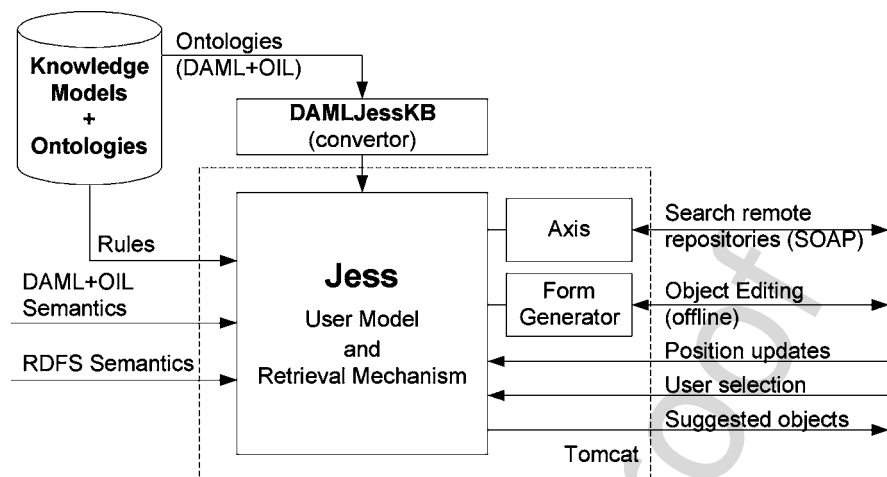 Knowledge
Models
+
Ontologies
Ontologies
(DAML+OIL)
DAMLJessKB
(convertor)
Rules
DAML+OIL
Semantics
RDFS Semantics
Jess
User Model
and
Retrieval Mechanism
Axis
Form
Generator
Search remote
repositories (SOAP)
Object Editing
(offline)
Position updates
User selection
Suggested objects
Tomcat
roof